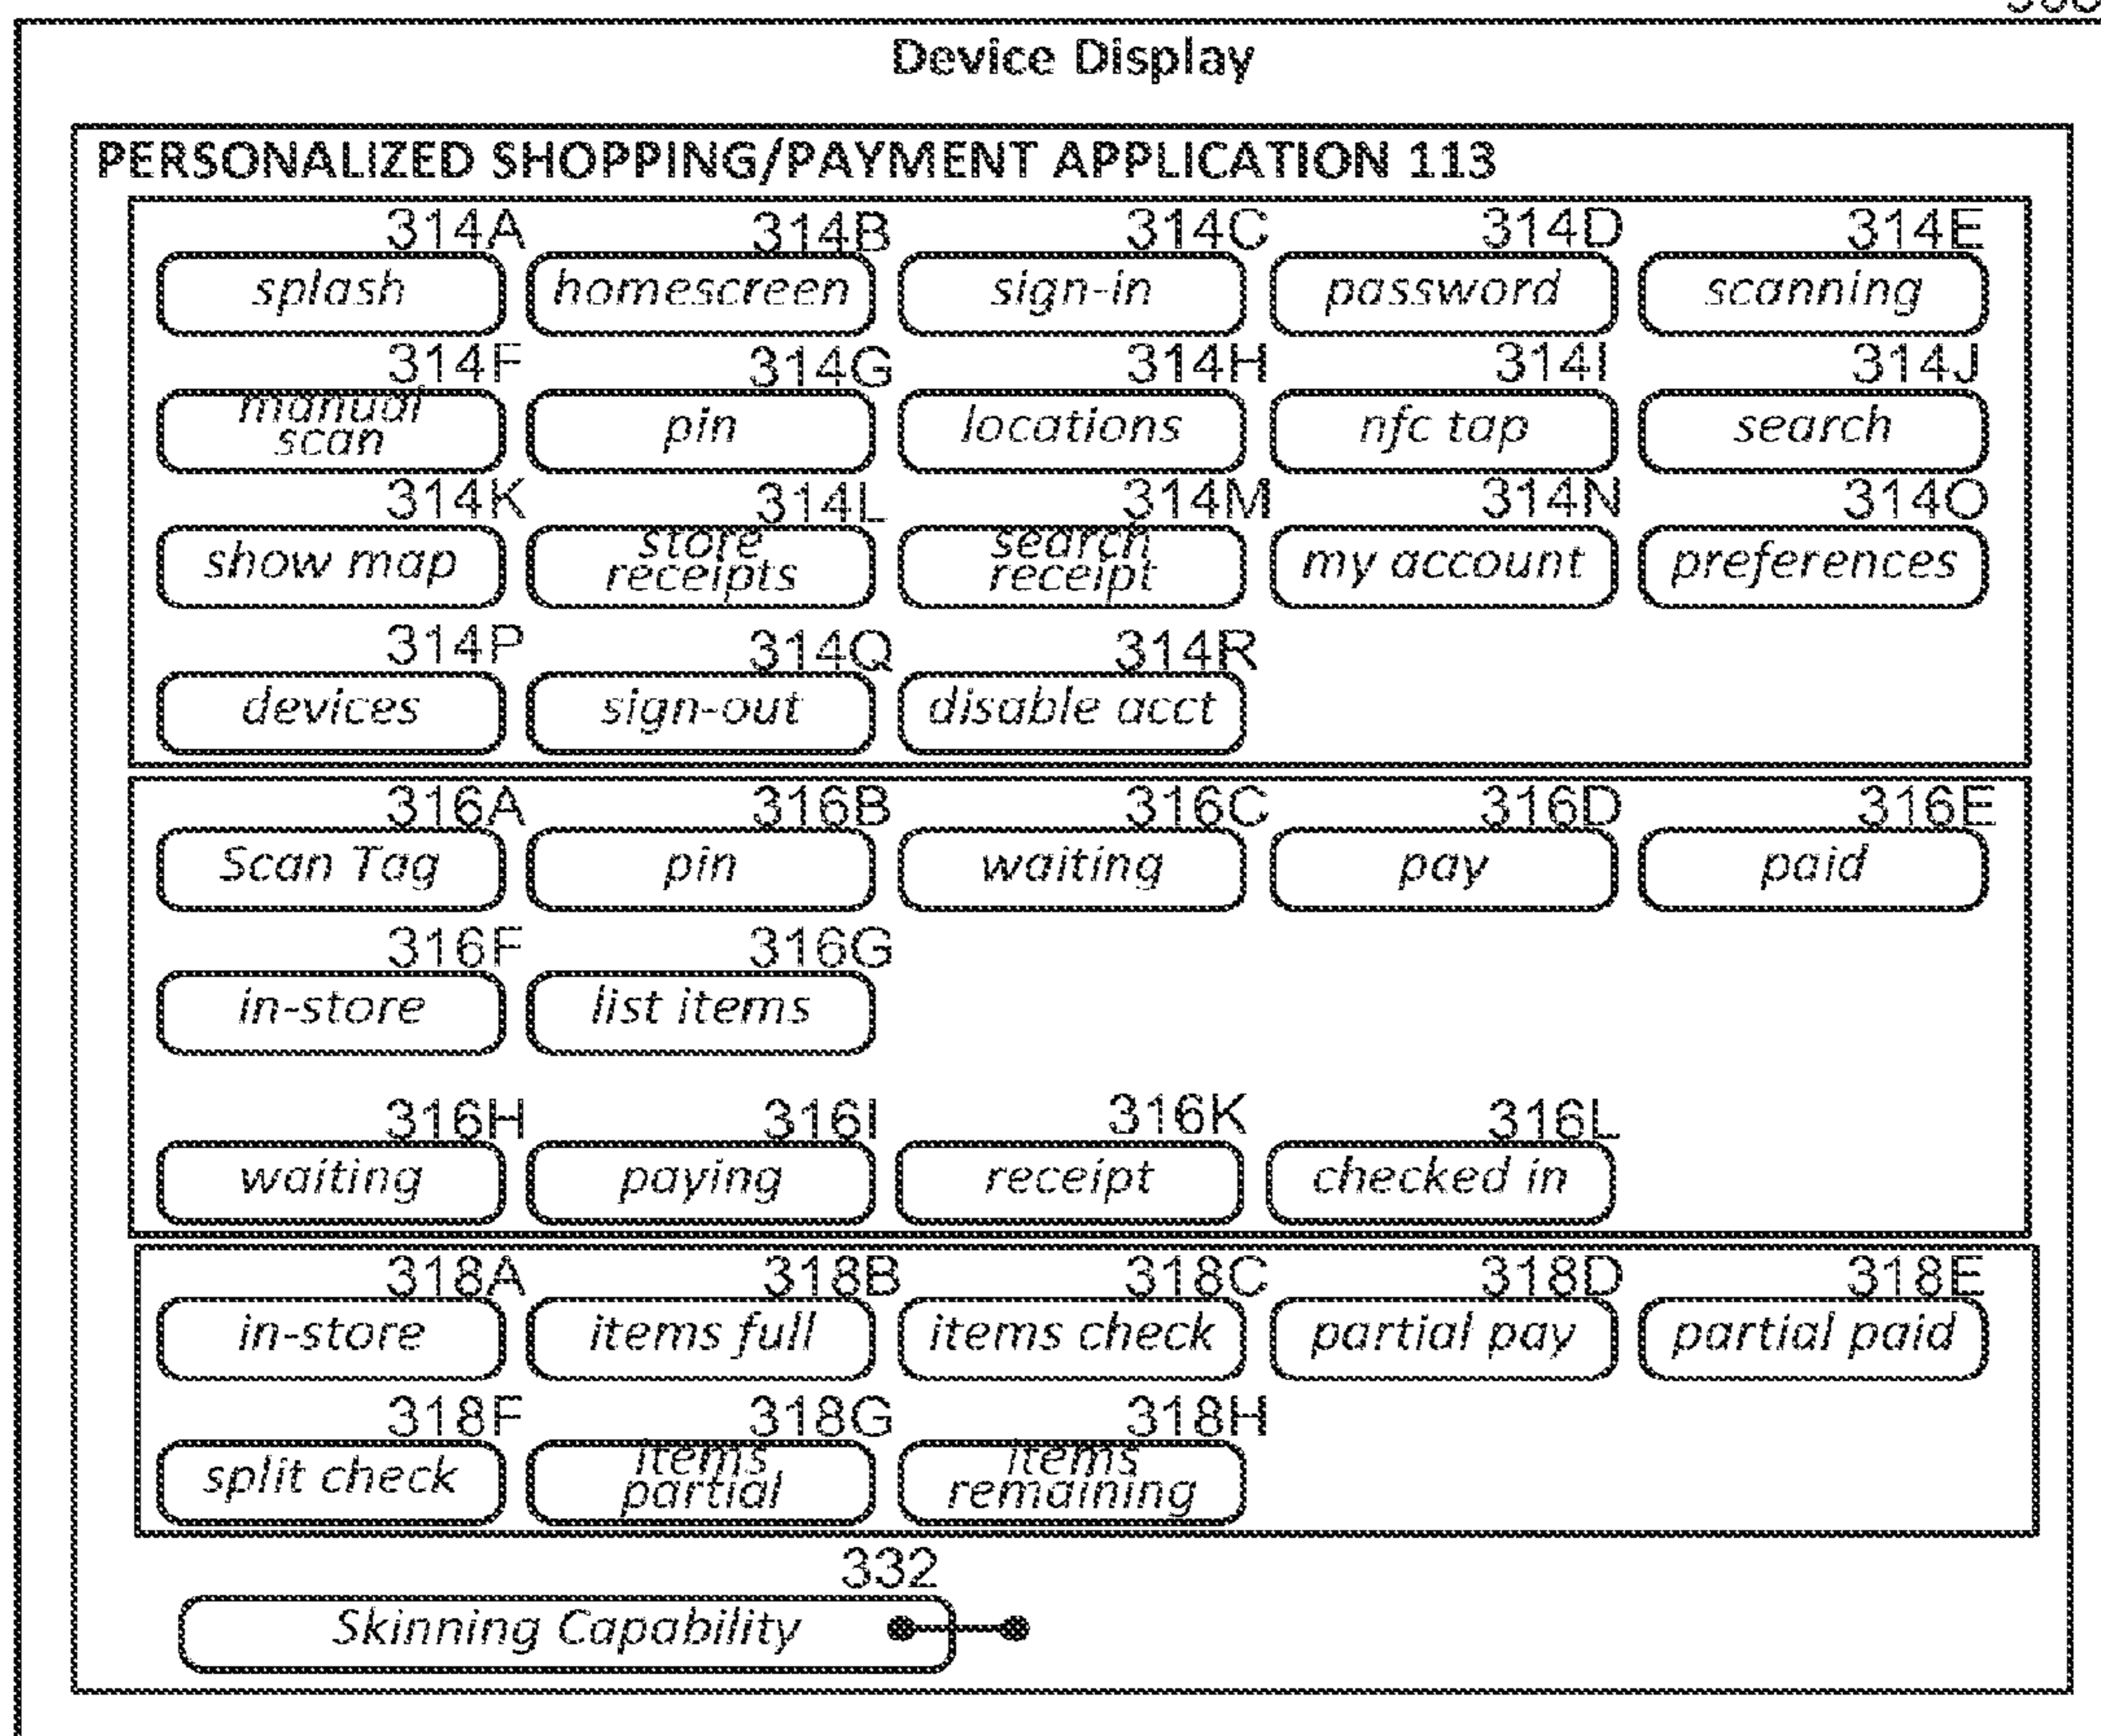 Device Display
PERSONALIZED SHOPPING/PAYMENT APPLICATION 113
314A 314B 314C 314D 314E
splash homescreen sign-in password scanning
314F 314G 314H 314I 314J
manual
scan pin locations nfc tap search
314K 314L 314M 314N 314O
show map store
receipts search
receipt my account preferences
314P 314Q 314R
devices sign-out disable acct
316A 316B 316C 316D 316E
Scan Tag pin waiting pay paid
316F 316G
in-store list items
316H 316I 316K 316L
waiting paying receipt checked in
318A 318B 318C 318D 318E
in-store items full items check partial pay partial paid
318F 318G 318H
split check items
partial items
remaining
332
Skinning Capability